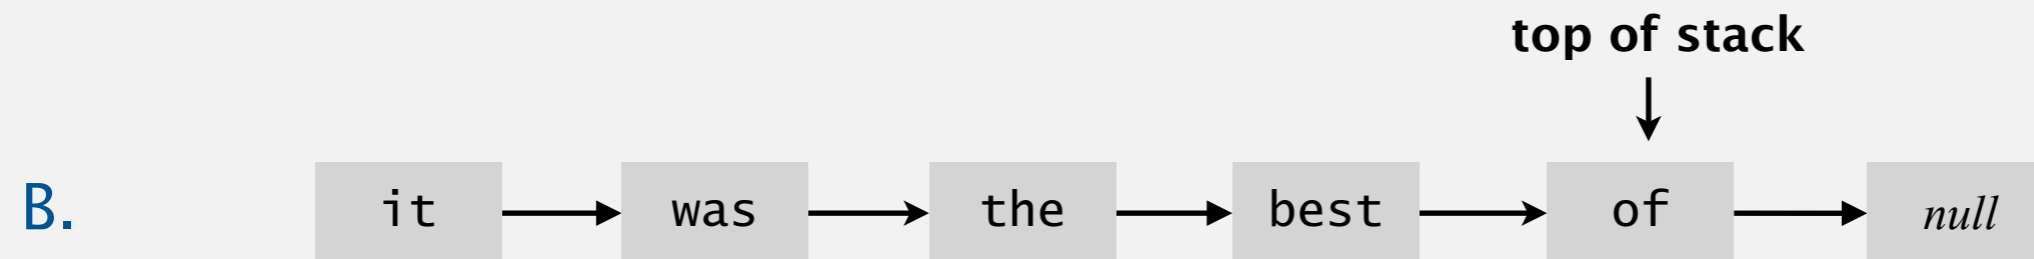 top of stack
B. it was the best of null